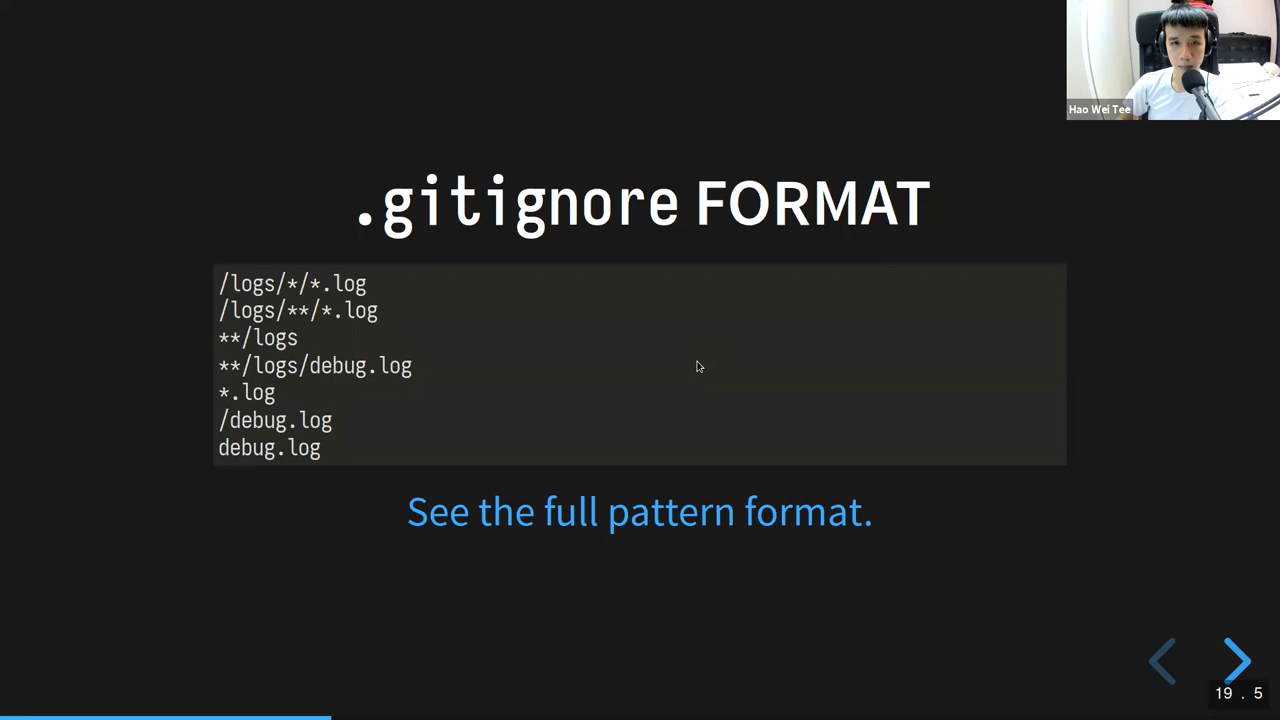 Hao Wei Tee
.gitignore FORMAT
/logs/*/*.log
/logs/**/*.log
**/logs
**/logs/debug.log
*.log
/debug.log
debug.log
See the full pattern format.
19 . 5